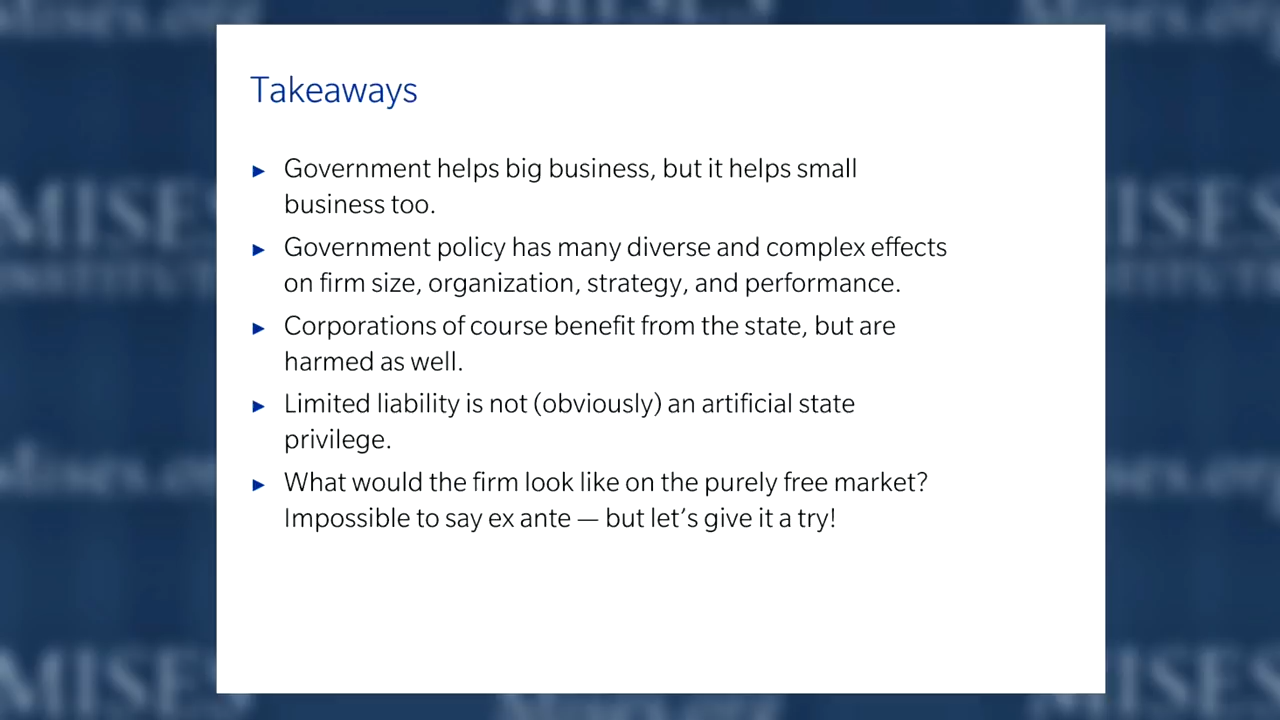 Takeaways
Government helps big business, but it helps small
business too.
Government policy has many diverse and complex effects
on firm size, organization, strategy, and performance.
Corporations of course benefit from the state, but are
harmed as well.
Limited liability is not (obviously) an artificial state
privilege.
What would the firm look like on the purely free market?
Impossible to say ex ante — but let's give it a try!